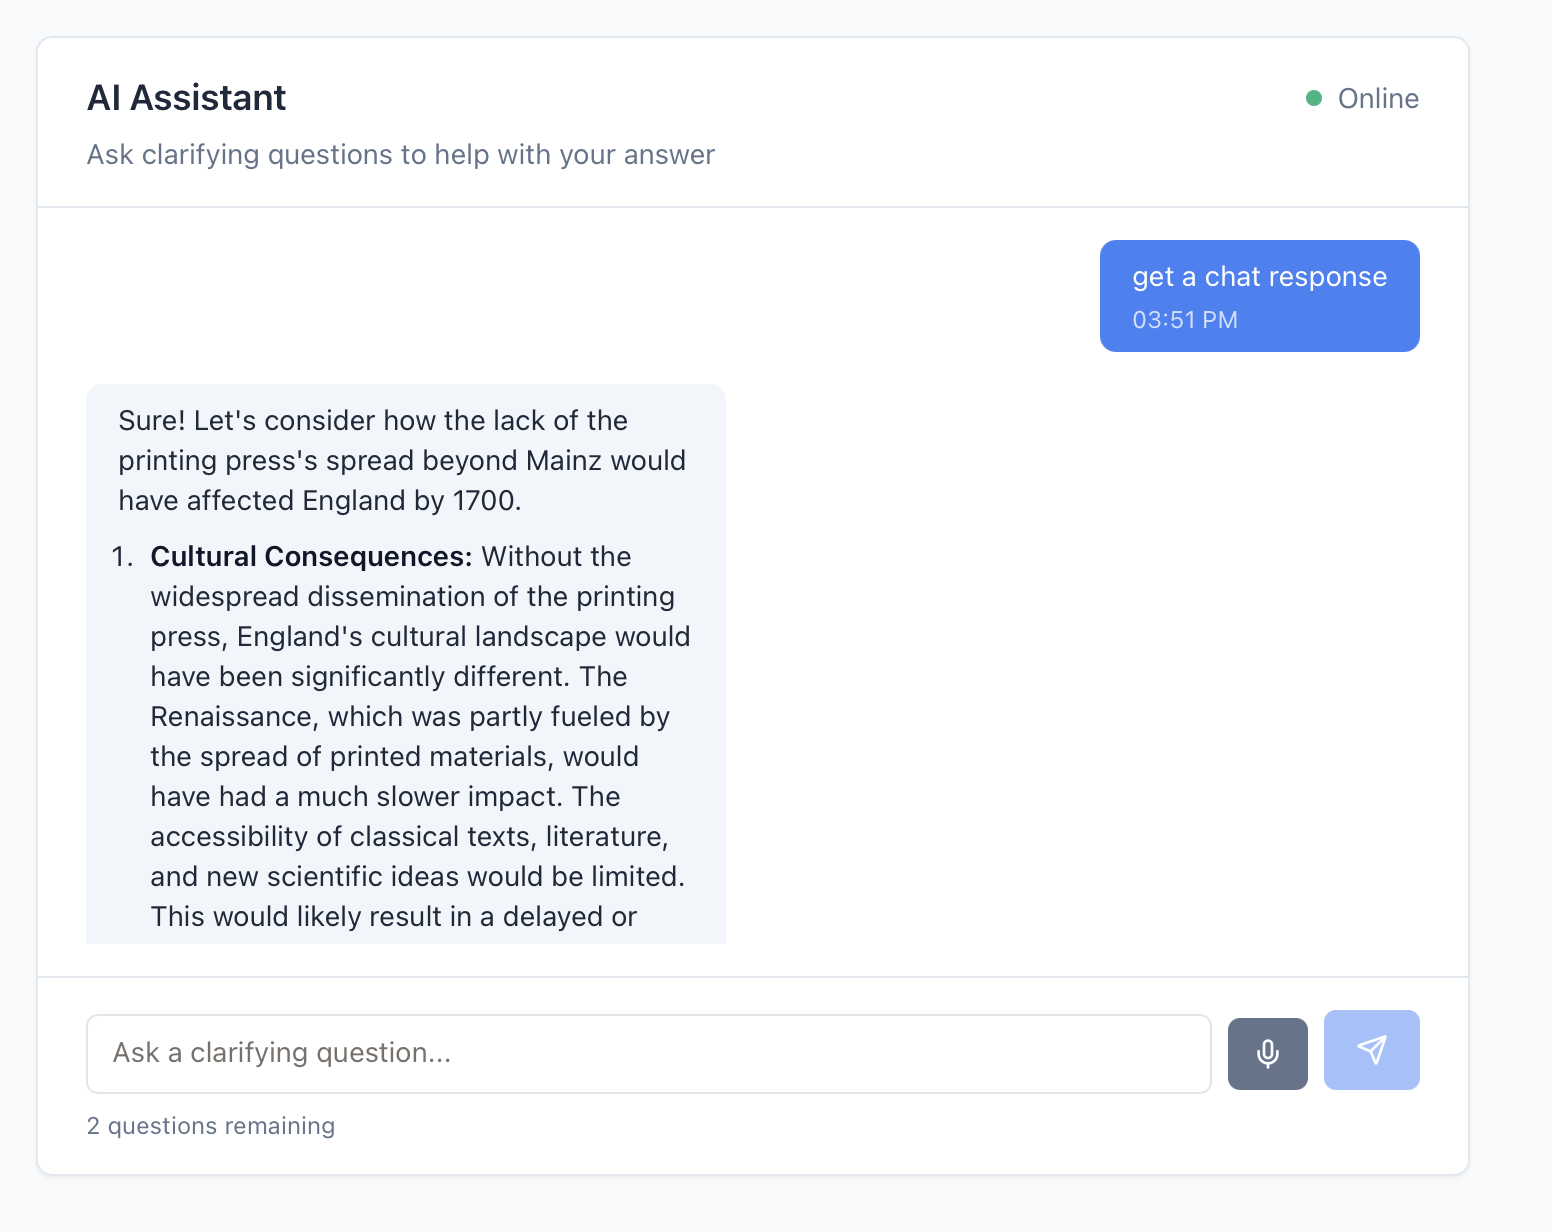 AI Assistant
Online
Ask clarifying questions to help with your answer
get a chat response
03:51 PM
Sure! Let's consider how the lack of the
printing press's spread beyond Mainz would
have affected England by 1700.
1. Cultural Consequences: Without the
widespread dissemination of the printing
press, England's cultural landscape would
have been significantly different. The
Renaissance, which was partly fueled by
the spread of printed materials, would
have had a much slower impact. The
accessibility of classical texts, literature,
and new scientific ideas would be limited.
This would likely result in a delayed or
Ask a clarifying question...
2 questions remaining